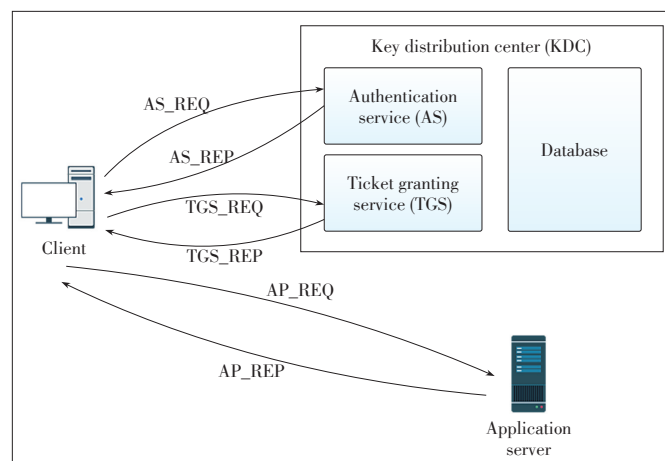 Key distribution center (KDC)
Authentication
service (AS)
Database
Ticket granting
service (TGS)
AS_REQ
AS_REP
TGS_REQ
TGS_REP
Client
AP_REQ
AP_REP
Application
server